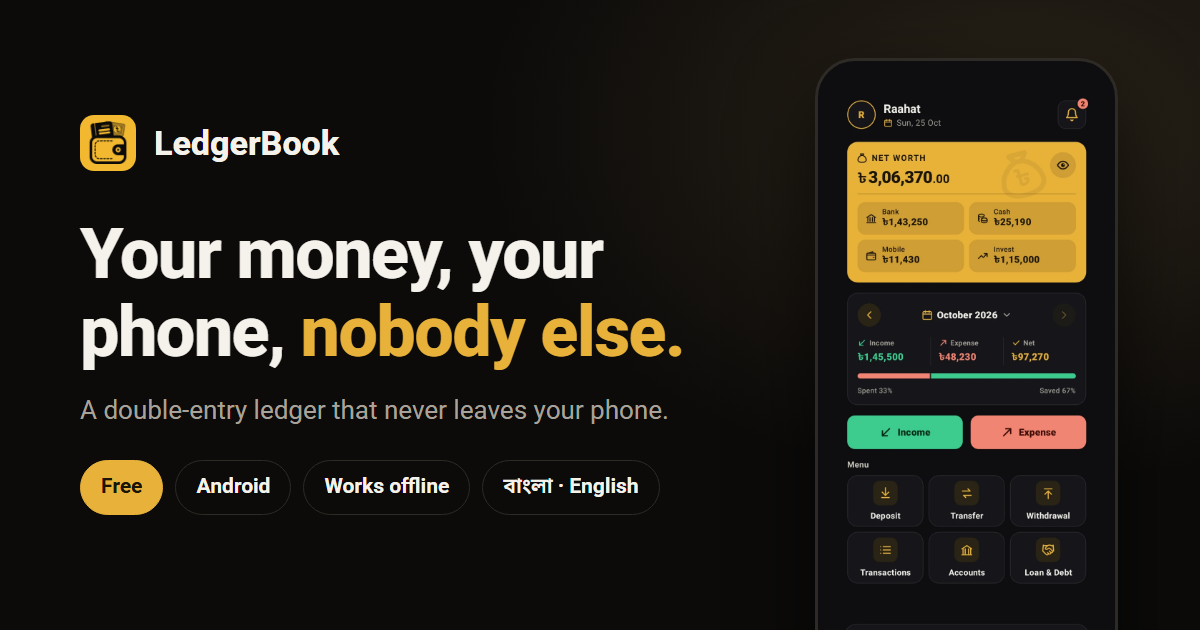 LedgerBook
Your money, your
phone, nobody else.
A double-entry ledger that never leaves your phone.
Free
Android
Works offline
বাংলা · English
R
Raahat
Sun, 25 Oct
2
NET WORTH
৳3,06,370.00
৳
Bank
৳1,43,250
Cash
৳25,190
Mobile
৳11,430
Invest
৳1,15,000
October 2026
Income
৳1,45,500
Expense
৳48,230
Net
৳97,270
Spent 33%
Saved 67%
Income
Expense
Menu
Deposit
Transfer
Withdrawal
Transactions
Accounts
Loan & Debt